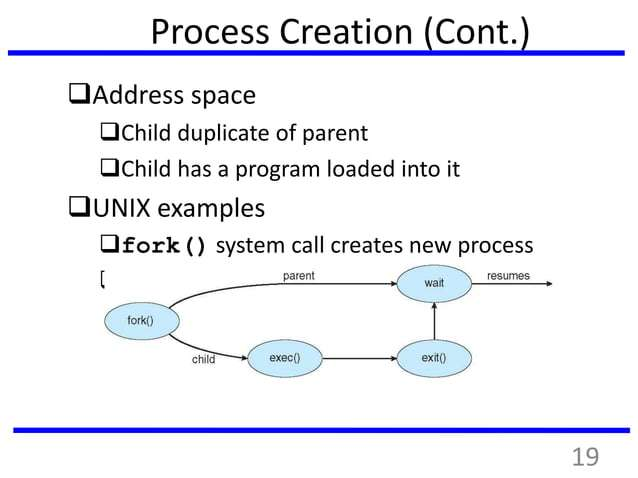 Process Creation (Cont.)
❑Address space
❑Child duplicate of parent
❑Child has a program loaded into it
❑UNIX examples
❑fork() system call creates new process
parent
wait
resumes
fork()
child
exec()
exit()
19